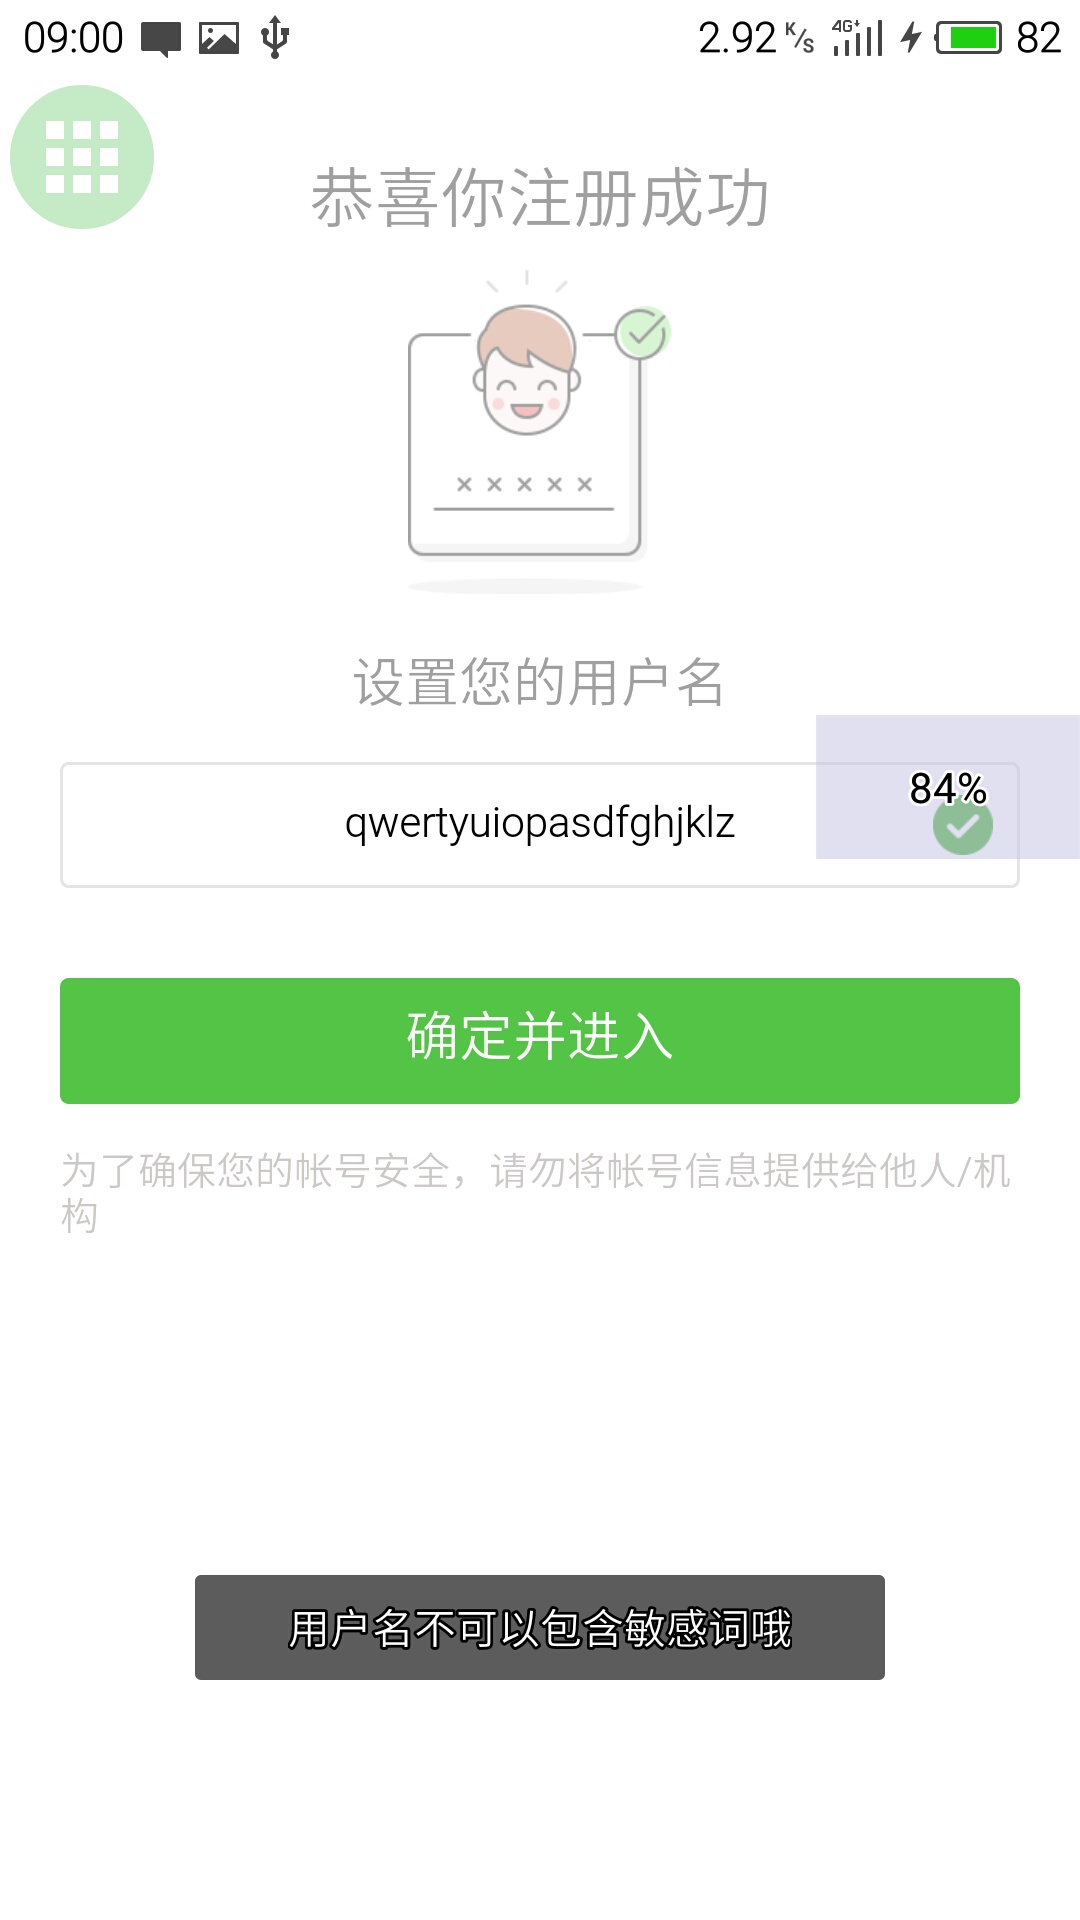 09:00
2.92 K/s 4G 82
恭喜你注册成功
设置您的用户名
84%
qwertyuiopasdfghjklz
确定并进入
为了确保您的帐号安全，请勿将帐号信息提供给他人/机
构
用户名不可以包含敏感词哦